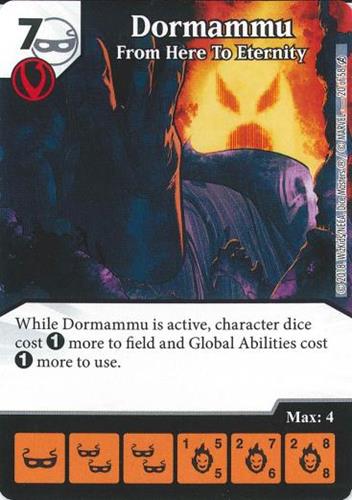 7
Dormammu
From Here To Eternity
While Dormammu is active, character dice
cost 1 more to field and Global Abilities cost
1 more to use.
Max: 4
1 5 5
2 7 6
2 8 8